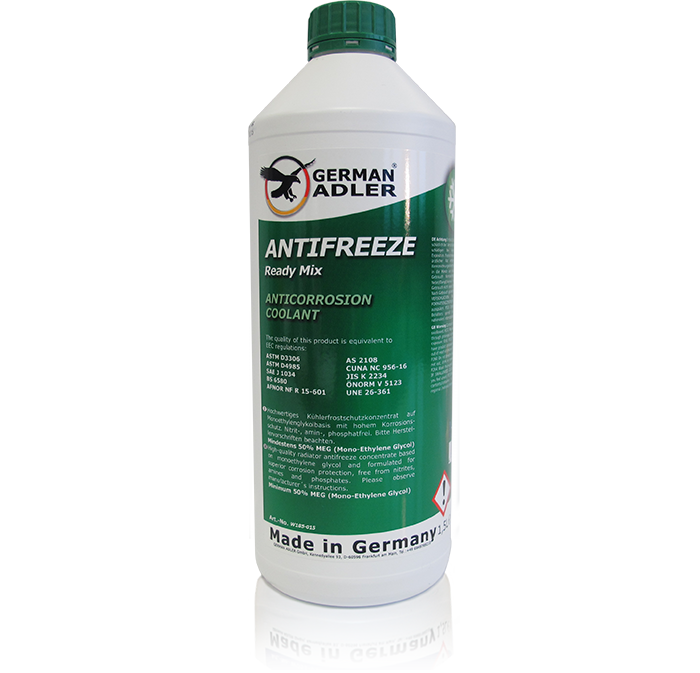 GERMAN®
ADLER
ANTIFREEZE
Ready Mix
ANTICORROSION
COOLANT
The quality of this product is equivalent to
EEC regulations:
ASTM D3306
ASTM D4985
SAE J 1034
BS 6580
AFNOR NF R 15-601
AS 2108
CUNA NC 956-16
JIS K 2234
ÖNORM V 5123
UNE 26-361
Hochwertiges Kühlerfrostschutzkonzentrat auf
Monoethylenglykolbasis mit hohem Korrosions-
schutz. Nitrit-, amin-, phosphatfrei. Bitte Herstel-
lervorschriften beachten.
Mindestens 50% MEG (Mono-Ethylene Glycol)
High-quality radiator antifreeze concentrate based
on monoethylene glycol and formulated for
superior corrosion protection, free from nitrites,
amines and phosphates. Please observe
manufacturer`s instructions.
Minimum 50% MEG (Mono-Ethylene Glycol)
Art.-No.
Made in Germany
1,5L